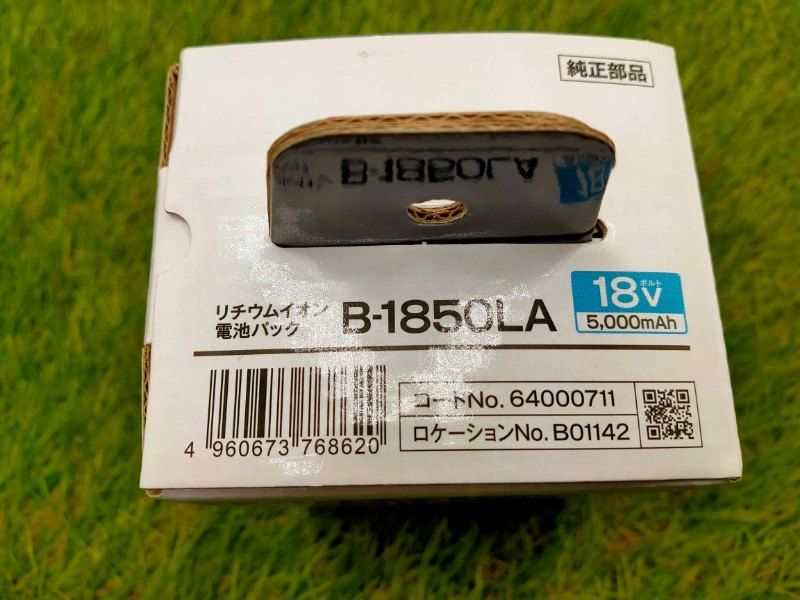 純正部品
リチウムイオン
電池パック
B-1850LA
18V
ボルト
5,000mAh
コードNo. 64000711
ロケーションNo. B01142
4 960673 768620